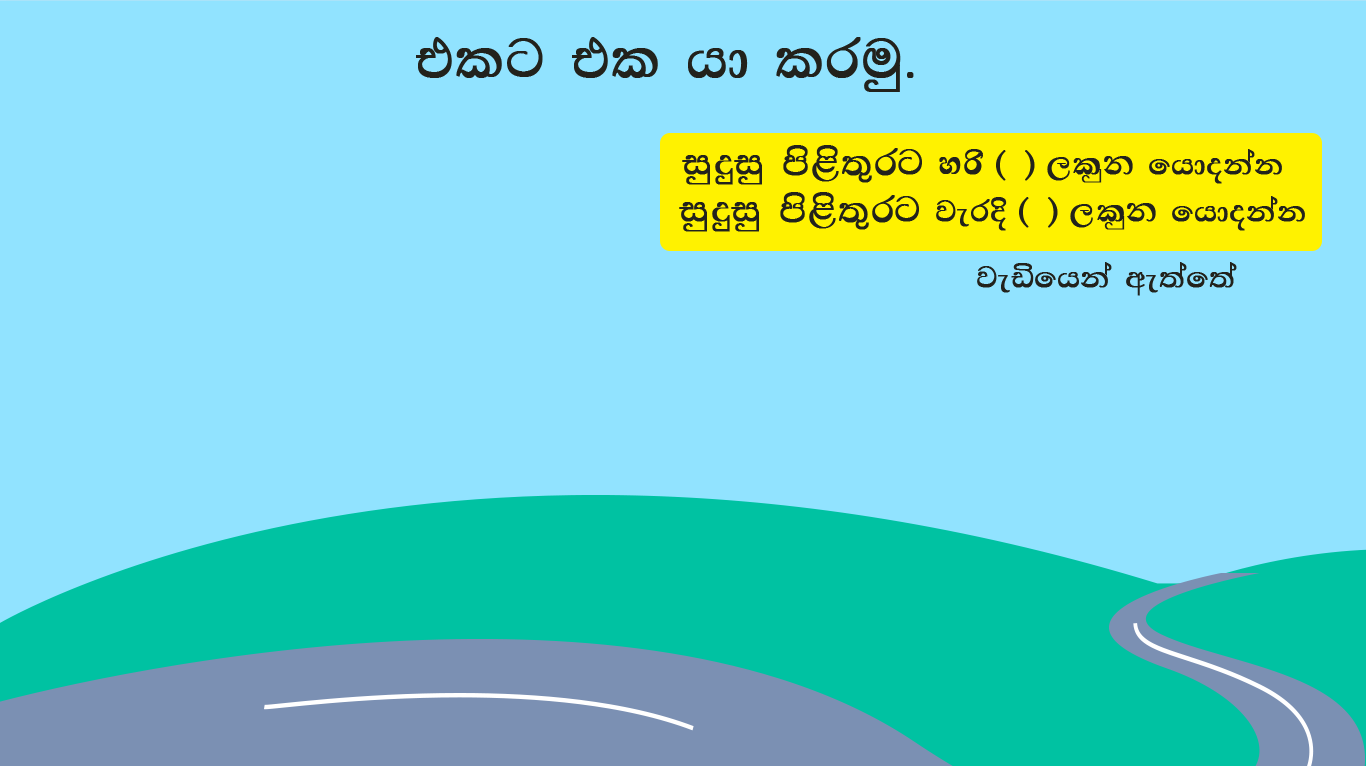 එකට එක යා කරමු.
සුදුසු පිළිතුරට හරි ( ) ලකුන යොදන්න
සුදුසු පිළිතුරට වැරදි ( ) ලකුන යොදන්න
වැඩියෙන් ඇත්තේ